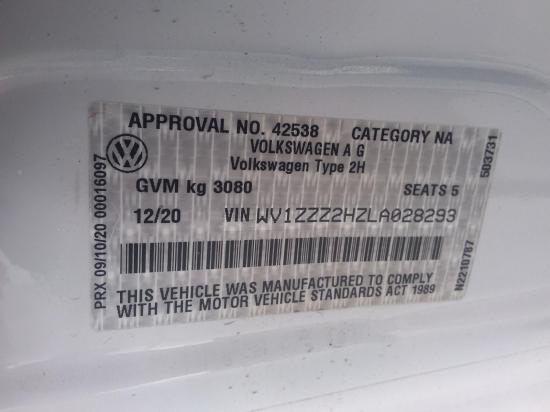 APPROVAL NO. 42538 CATEGORY NA
VOLKSWAGEN A G
Volkswagen Type 2H
GVM kg 3080 SEATS 5
12/20 VIN WV1ZZZ2HZLA028293
THIS VEHICLE WAS MANUFACTURED TO COMPLY
WITH THE MOTOR VEHICLE STANDARDS ACT 1989
PRX 09/10/20 00016097
503731
N2210787